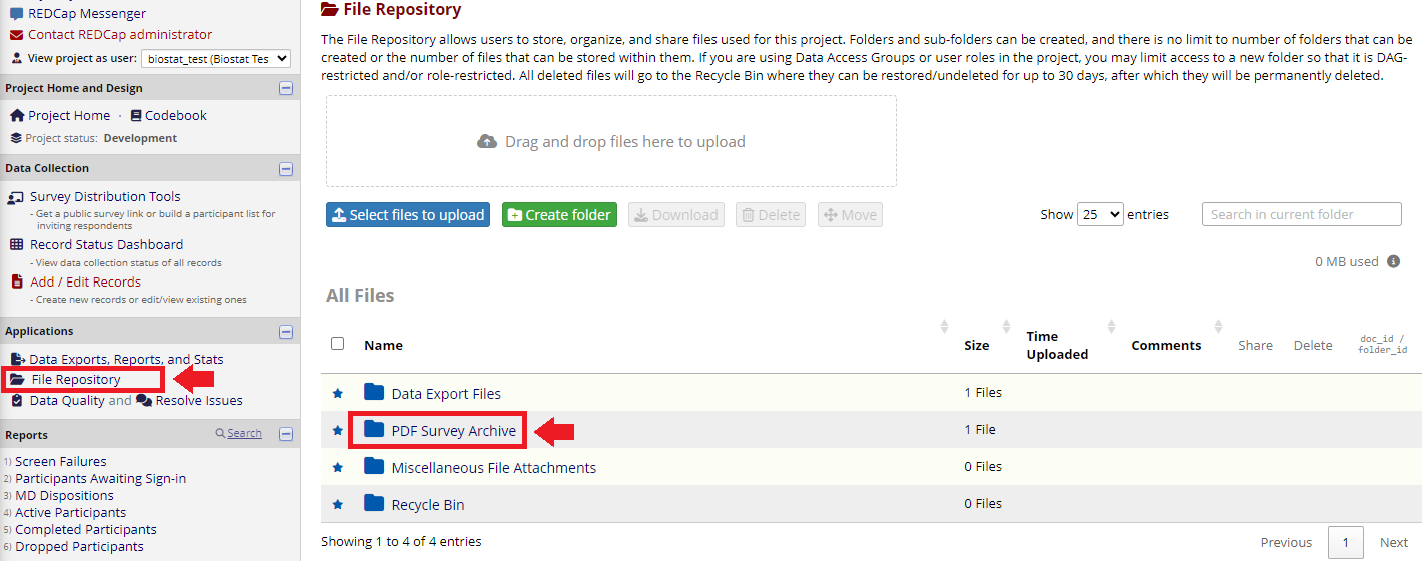 REDCap Messenger
Contact REDCap administrator
View project as user: biostat_test (Biostat Tes
Project Home and Design
Project Home · Codebook
Project status: Development
Data Collection
Survey Distribution Tools
- Get a public survey link or build a participant list for
inviting respondents
Record Status Dashboard
- View data collection status of all records
Add / Edit Records
- Create new records or edit/view existing ones
Applications
Data Exports, Reports, and Stats
File Repository
Data Quality and Resolve Issues
Reports
Search
1) Screen Failures
2) Participants Awaiting Sign-in
3) MD Dispositions
4) Active Participants
5) Completed Participants
6) Dropped Participants
File Repository
The File Repository allows users to store, organize, and share files used for this project. Folders and sub-folders can be created, and there is no limit to number of folders that can be
created or the number of files that can be stored within them. If you are using Data Access Groups or user roles in the project, you may limit access to a new folder so that it is DAG-
restricted and/or role-restricted. All deleted files will go to the Recycle Bin where they can be restored/undeleted for up to 30 days, after which they will be permanently deleted.
Drag and drop files here to upload
Select files to upload Create folder Download Delete Move Show 25 entries Search in current folder
0 MB used
All Files
Name Size Time Uploaded Comments Share Delete doc_id / folder_id
Data Export Files 1 Files
PDF Survey Archive 1 File
Miscellaneous File Attachments 0 Files
Recycle Bin 0 Files
Showing 1 to 4 of 4 entries Previous 1 Next